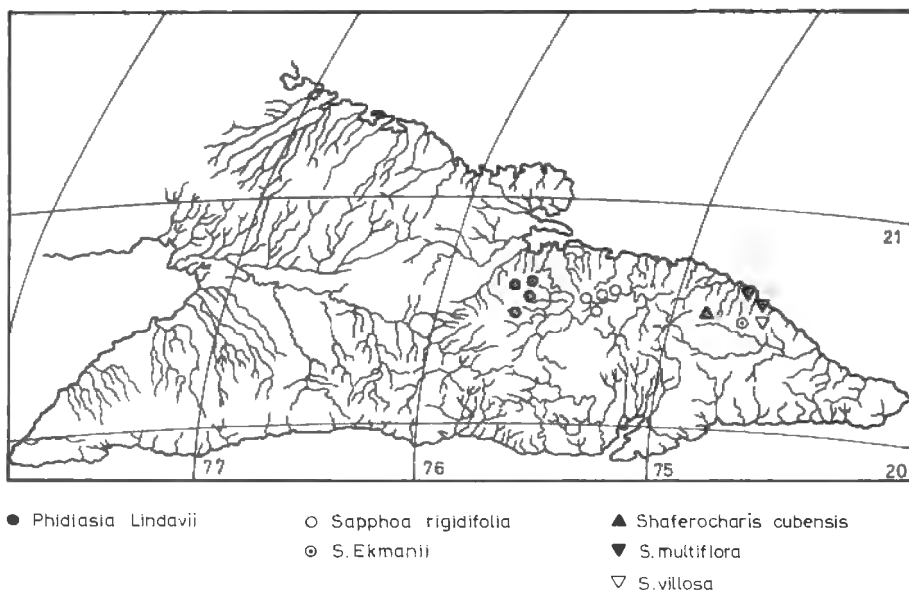 21
77
76
75
20
● Phidiasia Lindavii
○ Sapphoa rigidifolia
▲ Shaferocharis cubensis
⊙ S. Ekmanii
▼ S. multiflora
▽ S. villosa